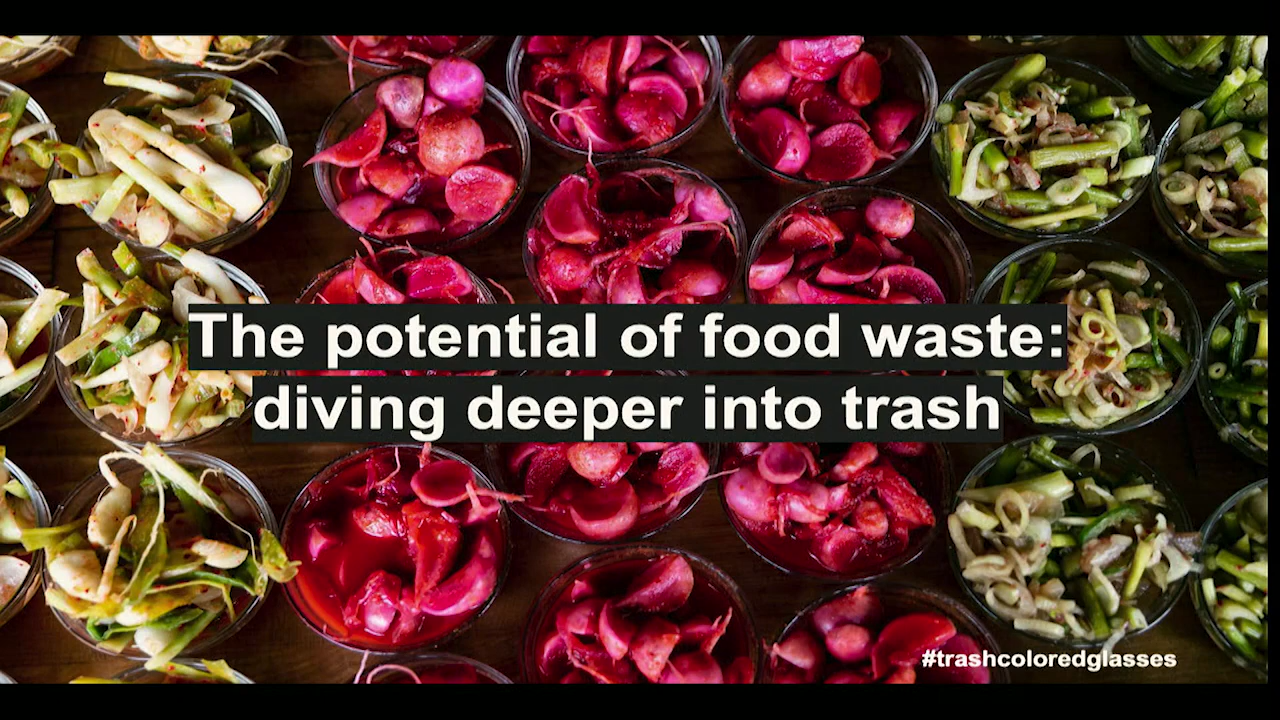 The potential of food waste:
diving deeper into trash
#trashcoloredglasses